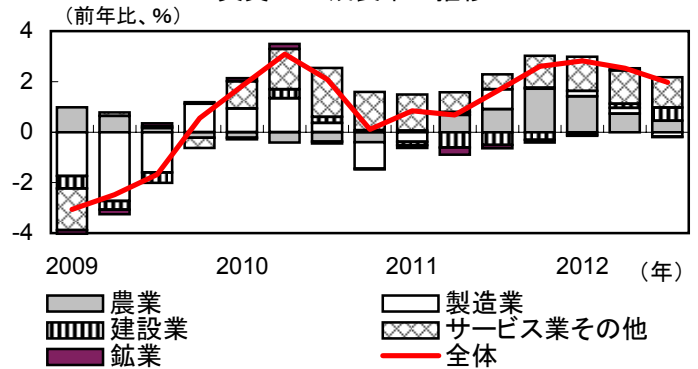 （前年比、%）
4
2
0
-2
-4
2009 2010 2011 2012 （年）
農業 製造業
建設業 サービス業その他
鉱業 全体